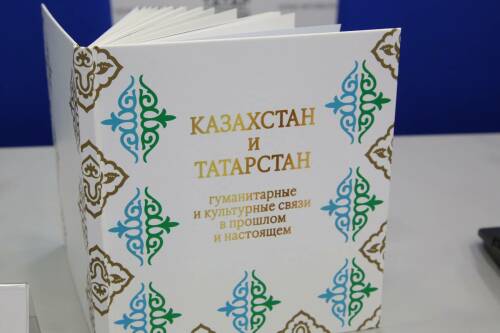 КАЗАХСТАН
И
ТАТАРСТАН
гуманитарные
и культурные связи
в прошлом
и настоящем